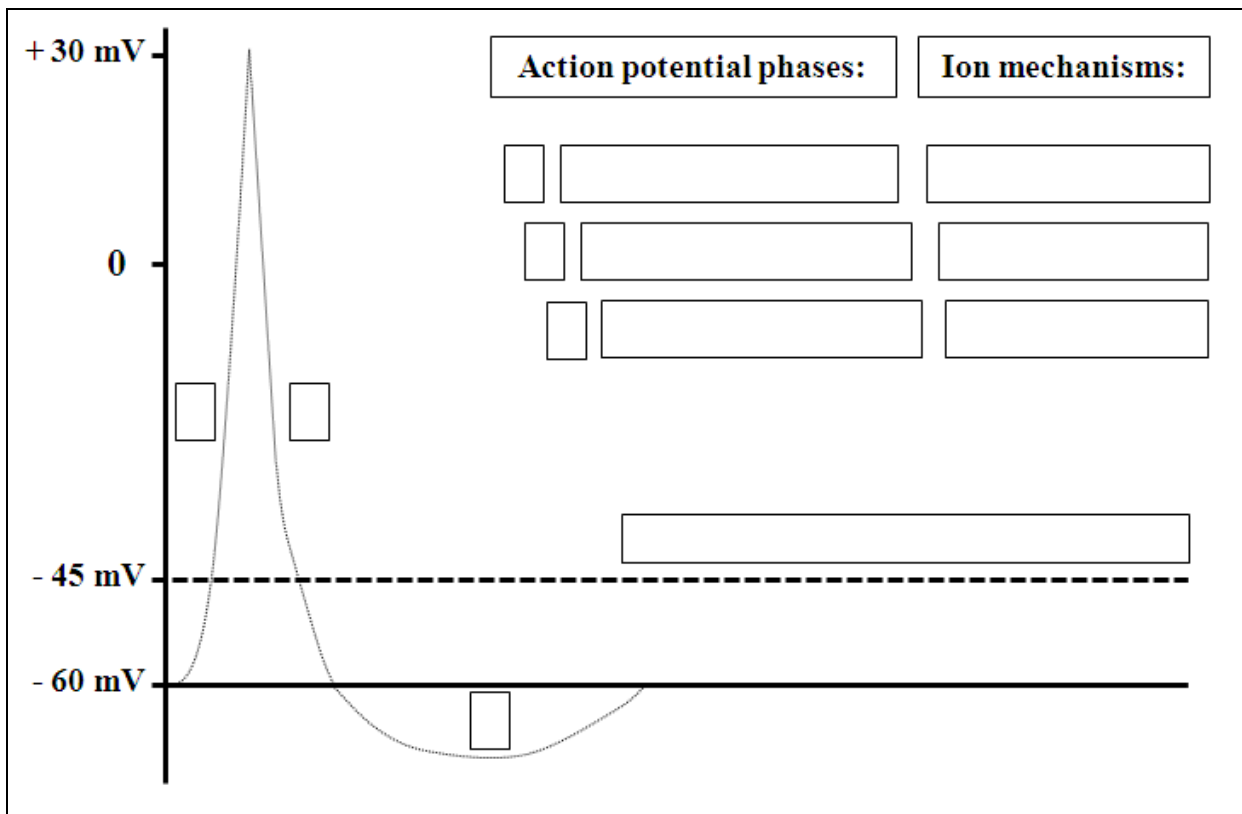 + 30 mV
Action potential phases:
Ion mechanisms:
0
- 45 mV
- 60 mV